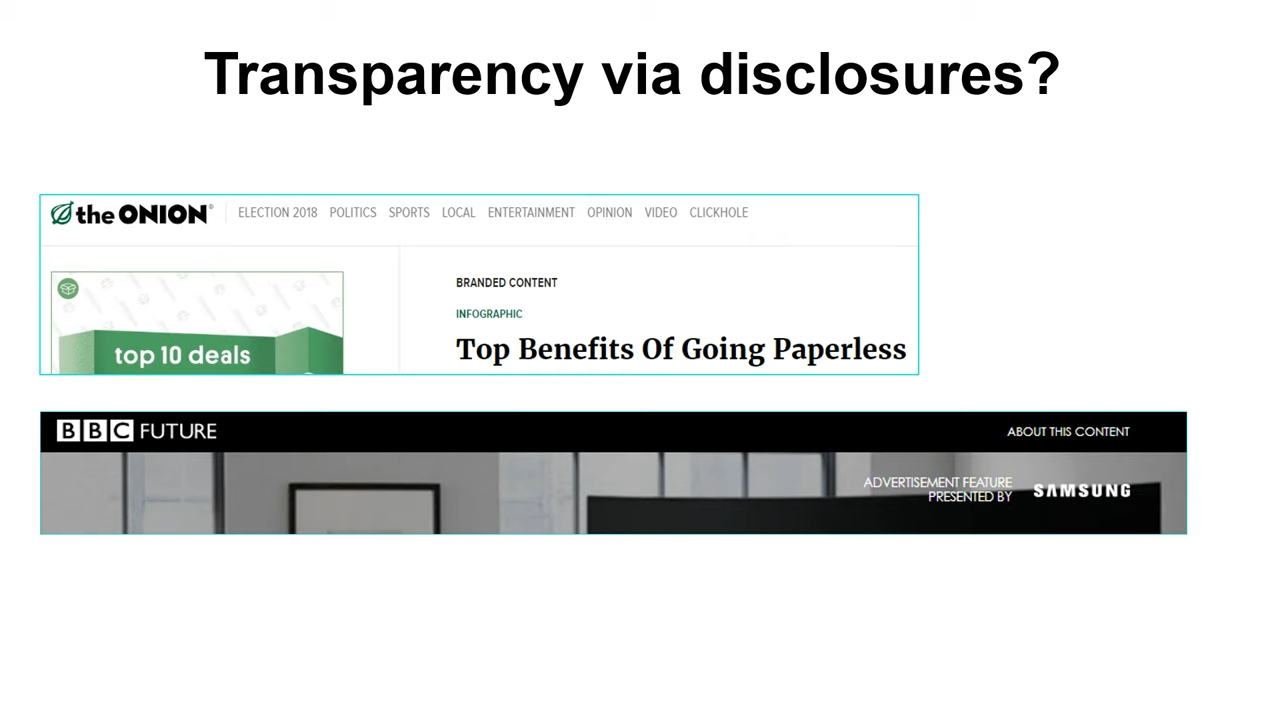 Transparency via disclosures?
the ONION® ELECTION 2018 POLITICS SPORTS LOCAL ENTERTAINMENT OPINION VIDEO CLICKHOLE
top 10 deals
BRANDED CONTENT
INFOGRAPHIC
Top Benefits Of Going Paperless
BBC FUTURE ABOUT THIS CONTENT
ADVERTISEMENT FEATURE
PRESENTED BY SAMSUNG